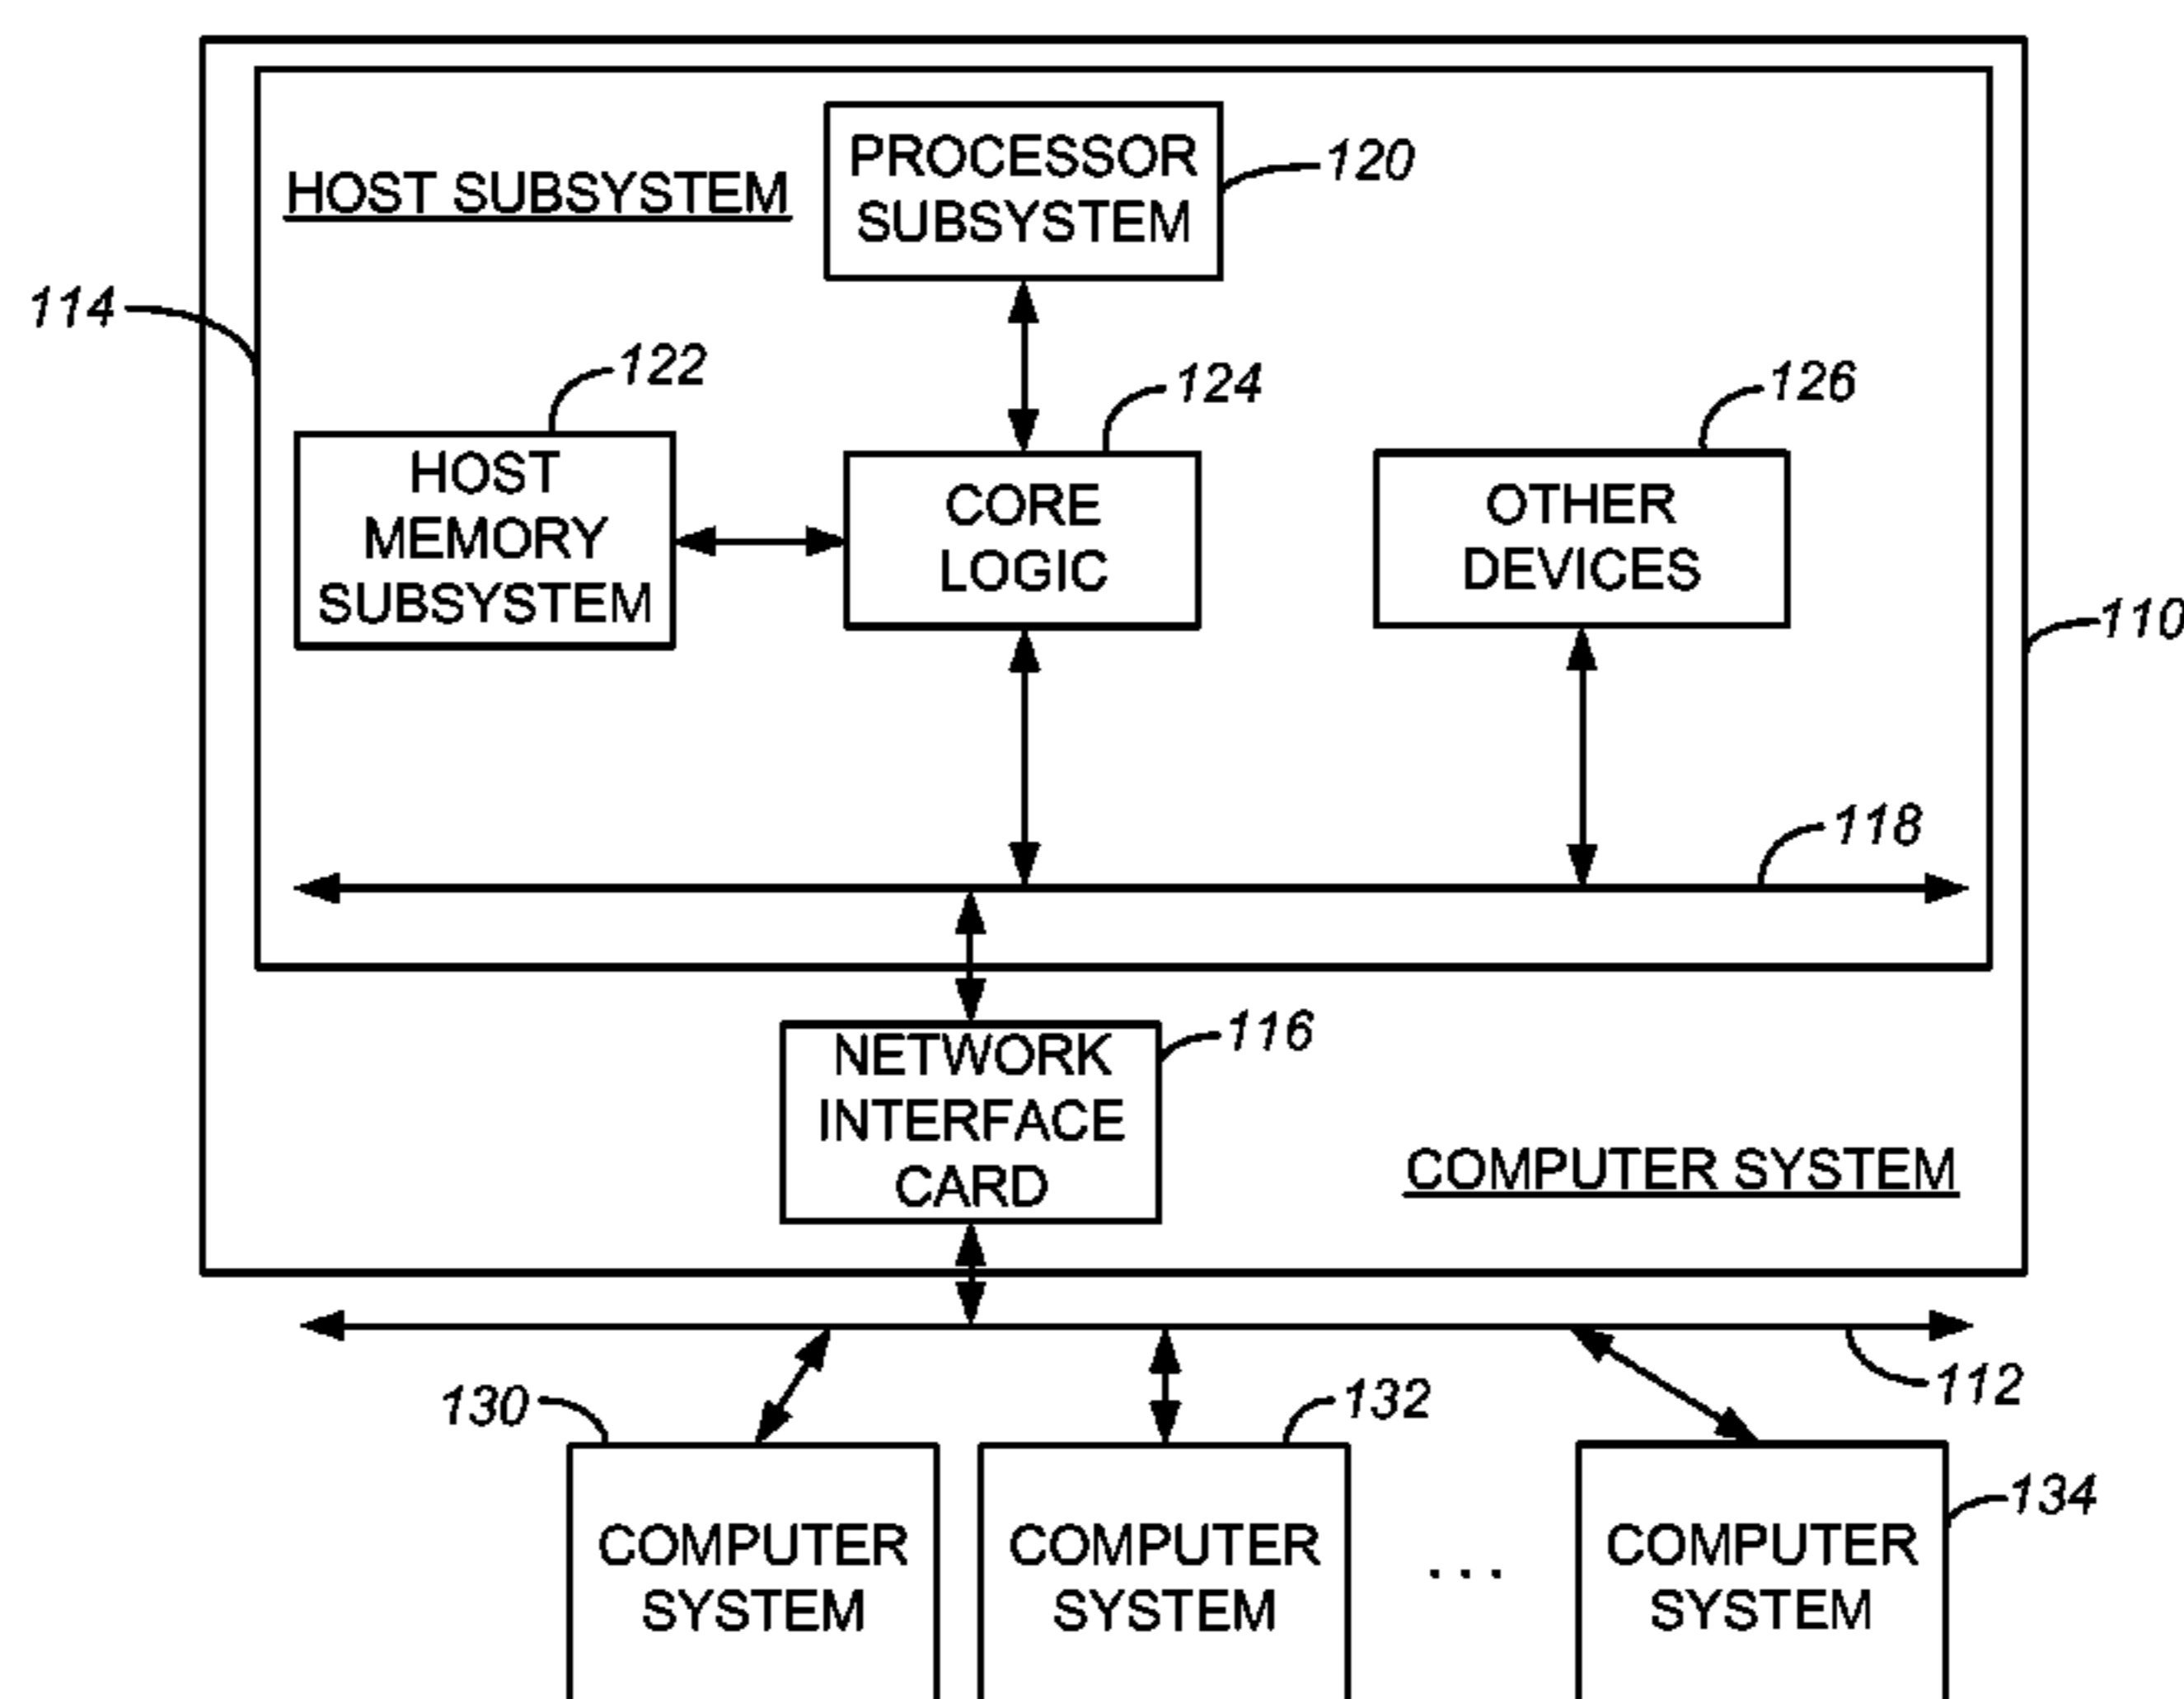 PROCESSOR
SUBSYSTEM
120
HOST SUBSYSTEM
114
122
124
126
HOST
MEMORY
SUBSYSTEM
CORE
LOGIC
OTHER
DEVICES
110
118
116
NETWORK
INTERFACE
CARD
COMPUTER SYSTEM
112
130
132
134
COMPUTER
SYSTEM
COMPUTER
SYSTEM
...
COMPUTER
SYSTEM